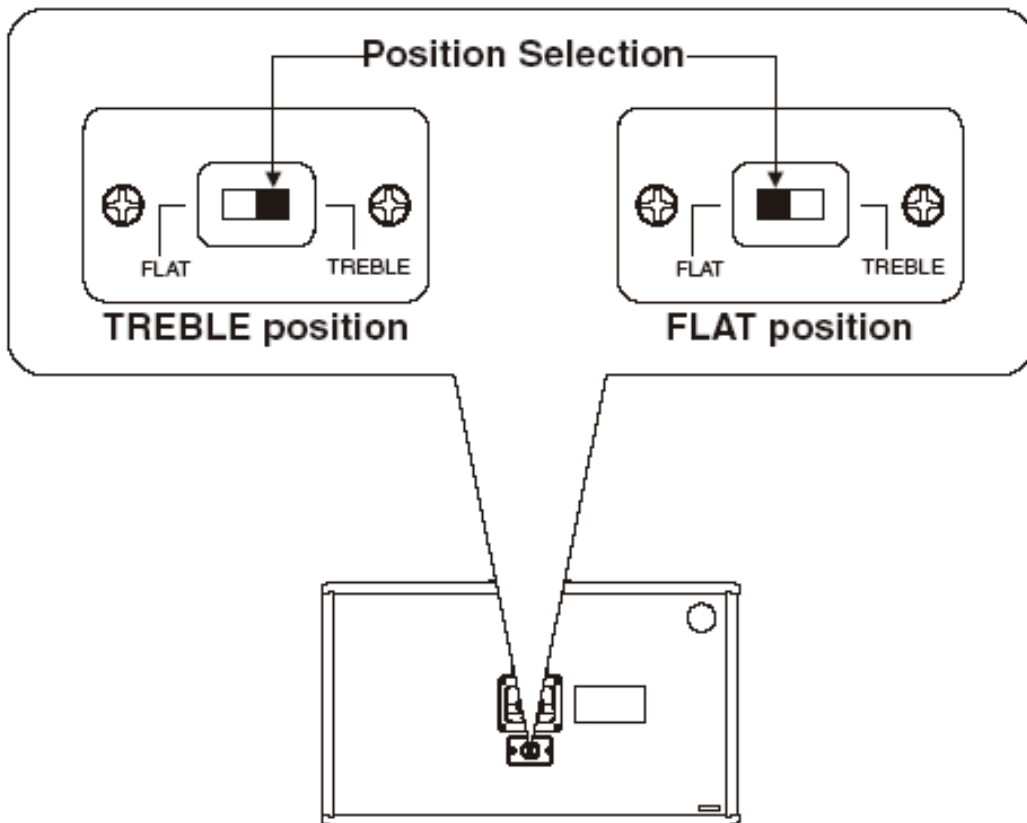 Position Selection
FLAT
TREBLE
FLAT
TREBLE
TREBLE position
FLAT position